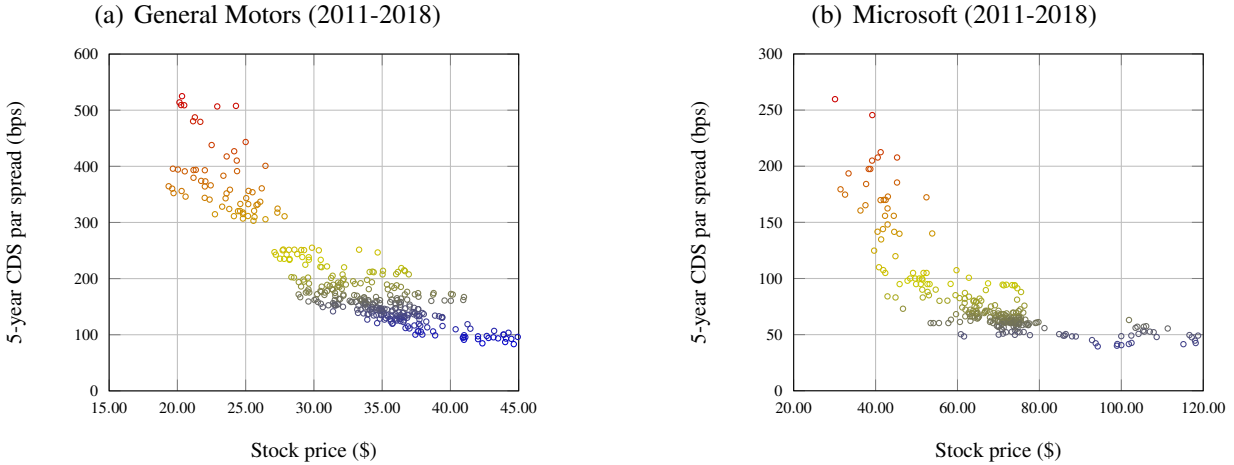 (a) General Motors (2011-2018)
600
500
400
300
200
100
0
15.00 20.00 25.00 30.00 35.00 40.00 45.00
5-year CDS par spread (bps)
Stock price ($)
(b) Microsoft (2011-2018)
300
250
200
150
100
50
0
20.00 40.00 60.00 80.00 100.00 120.00
5-year CDS par spread (bps)
Stock price ($)